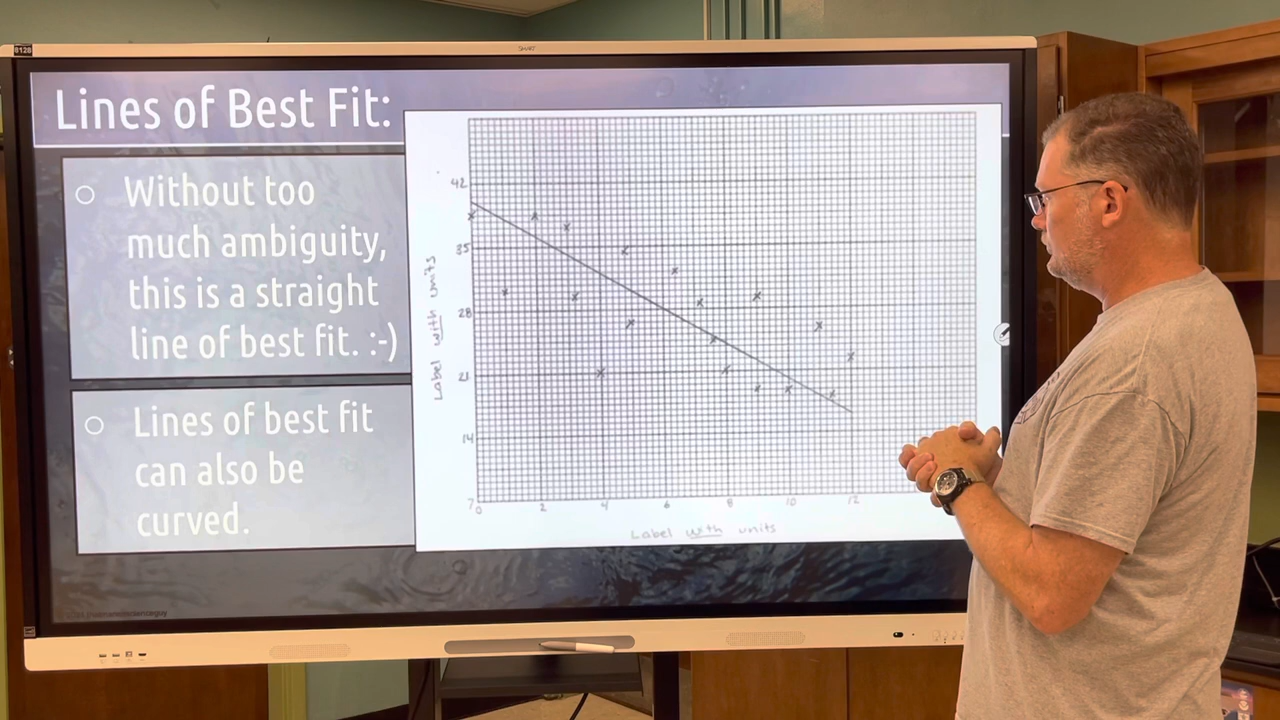 8120
SMART
Lines of Best Fit:
○ Without too
much ambiguity,
this is a straight
line of best fit. :-)
○ Lines of best fit
can also be
curved.
42
35
28
21
14
7
0 2 4 6 8 10 12
Label with units
Label with units